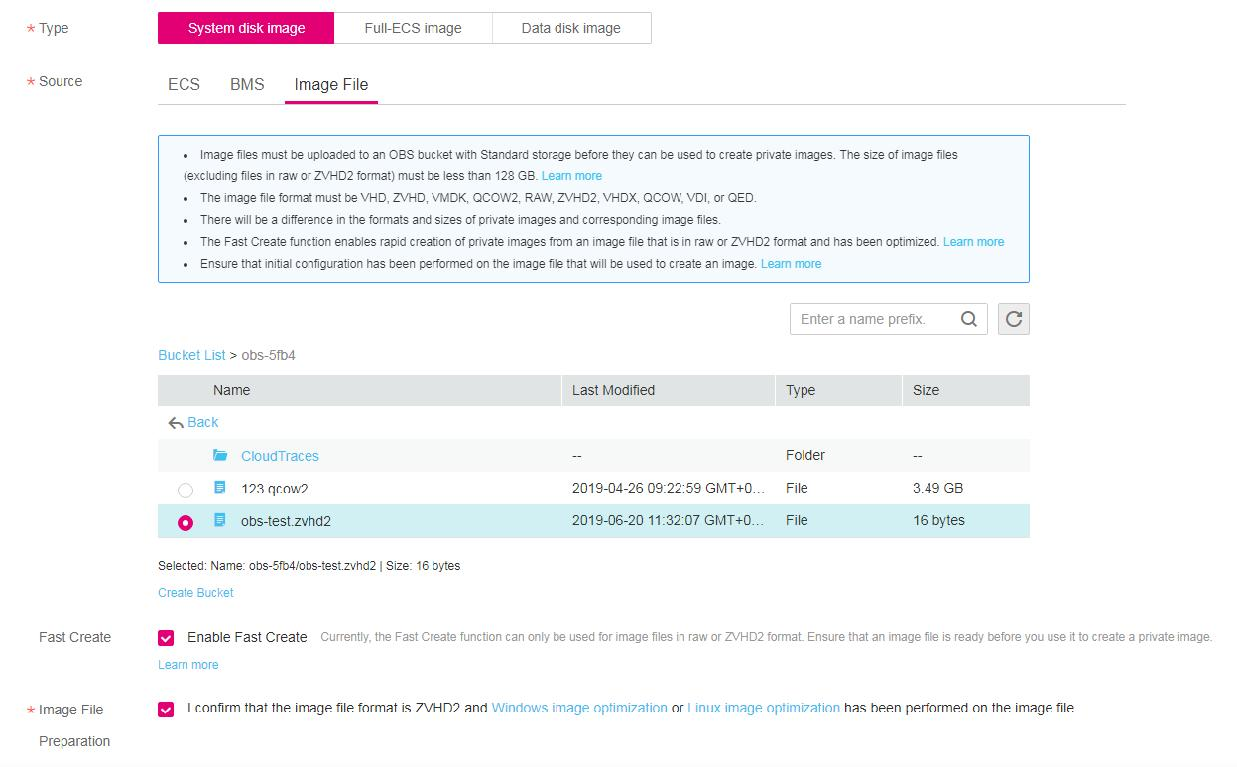 * Type System disk image Full-ECS image Data disk image
* Source ECS BMS Image File
• Image files must be uploaded to an OBS bucket with Standard storage before they can be used to create private images. The size of image files
(excluding files in raw or ZVHD2 format) must be less than 128 GB. Learn more
• The image file format must be VHD, ZVHD, VMDK, QCOW2, RAW, ZVHD2, VHDX, QCOW, VDI, or QED.
• There will be a difference in the formats and sizes of private images and corresponding image files.
• The Fast Create function enables rapid creation of private images from an image file that is in raw or ZVHD2 format and has been optimized. Learn more
• Ensure that initial configuration has been performed on the image file that will be used to create an image. Learn more
Enter a name prefix.
Bucket List > obs-5fb4
Name Last Modified Type Size
Back
CloudTraces -- Folder --
123.qcow2 2019-04-26 09:22:59 GMT+0... File 3.49 GB
obs-test.zvhd2 2019-06-20 11:32:07 GMT+0... File 16 bytes
Selected: Name: obs-5fb4/obs-test.zvhd2 | Size: 16 bytes
Create Bucket
Fast Create Enable Fast Create Currently, the Fast Create function can only be used for image files in raw or ZVHD2 format. Ensure that an image file is ready before you use it to create a private image.
Learn more
* Image File I confirm that the image file format is ZVHD2 and Windows image optimization or Linux image optimization has been performed on the image file
Preparation